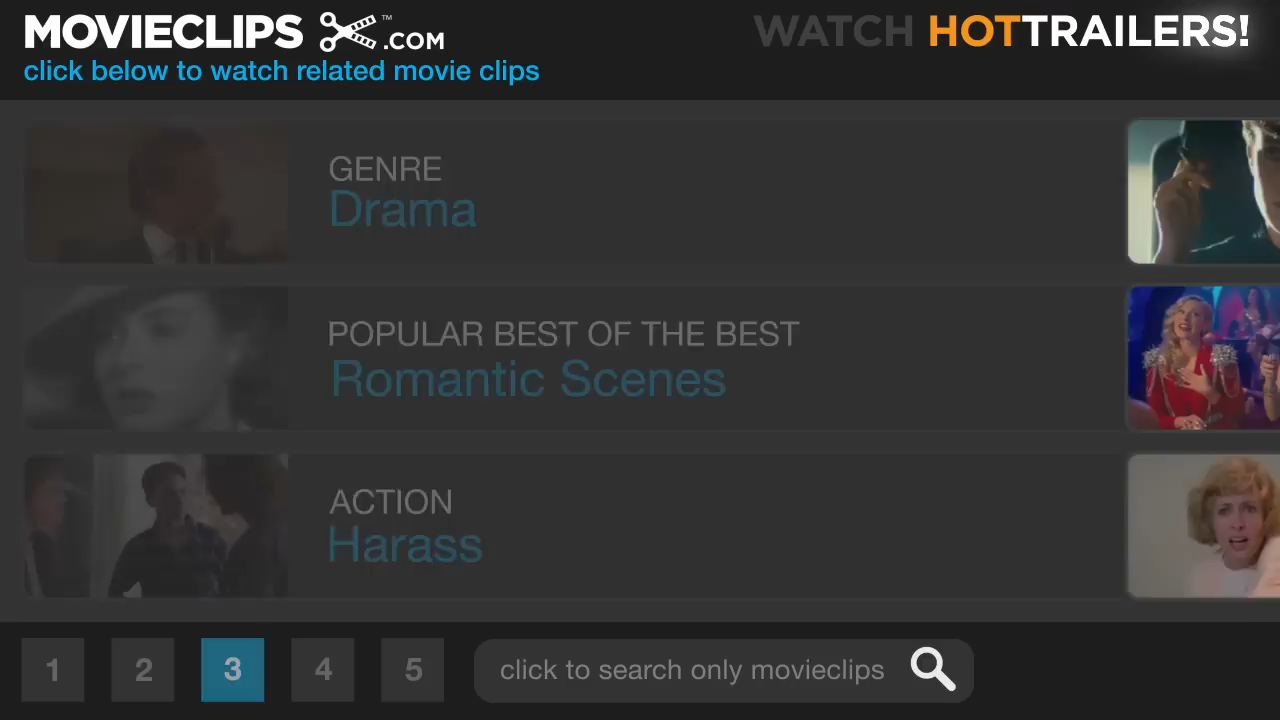 MOVIECLIPS ™.COM
WATCH HOTTRAILERS!
click below to watch related movie clips
GENRE
Drama
POPULAR BEST OF THE BEST
Romantic Scenes
ACTION
Harass
1 2 3 4 5
click to search only movieclips